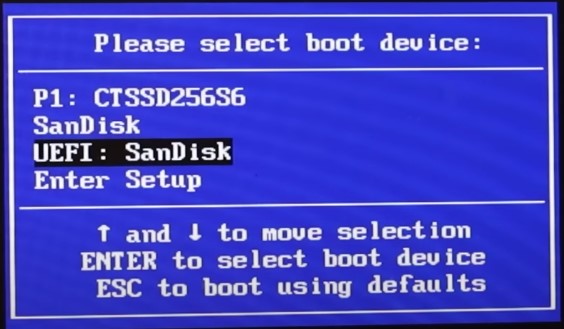 Please select boot device:
P1: CTSSD256S6
SanDisk
UEFI: SanDisk
Enter Setup
↑ and ↓ to move selection
ENTER to select boot device
ESC to boot using defaults